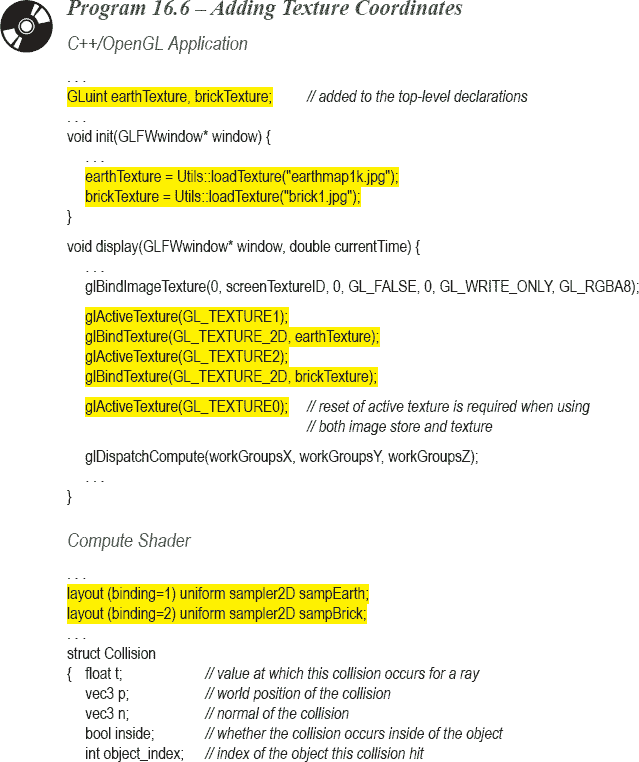 Program 16.6 – Adding Texture Coordinates
C++/OpenGL Application
. . .
GLuint earthTexture, brickTexture; // added to the top-level declarations
. . .
void init(GLFWwindow* window) {
. . .
earthTexture = Utils::loadTexture("earthmap1k.jpg");
brickTexture = Utils::loadTexture("brick1.jpg");
}
void display(GLFWwindow* window, double currentTime) {
. . .
glBindImageTexture(0, screenTextureID, 0, GL_FALSE, 0, GL_WRITE_ONLY, GL_RGBA8);
glActiveTexture(GL_TEXTURE1);
glBindTexture(GL_TEXTURE_2D, earthTexture);
glActiveTexture(GL_TEXTURE2);
glBindTexture(GL_TEXTURE_2D, brickTexture);
glActiveTexture(GL_TEXTURE0); // reset of active texture is required when using
// both image store and texture
glDispatchCompute(workGroupsX, workGroupsY, workGroupsZ);
. . .
}
Compute Shader
. . .
layout (binding=1) uniform sampler2D sampEarth;
layout (binding=2) uniform sampler2D sampBrick;
. . .
struct Collision
{ float t; // value at which this collision occurs for a ray
vec3 p; // world position of the collision
vec3 n; // normal of the collision
bool inside; // whether the collision occurs inside of the object
int object_index; // index of the object this collision hit